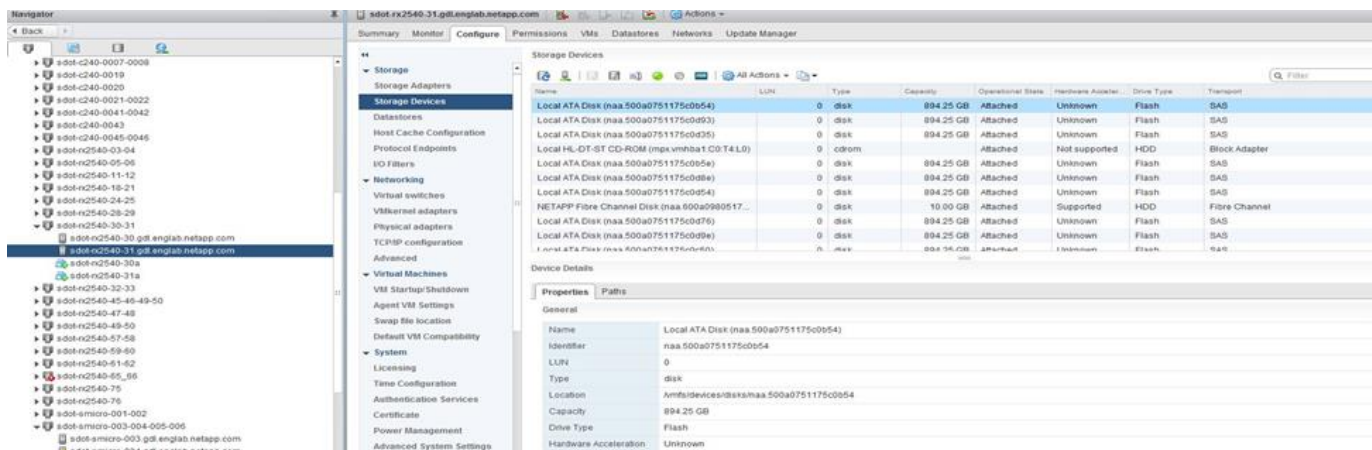 Navigator
Back
sdot-c240-0007-0008
sdot-c240-0019
sdot-c240-0020
sdot-c240-0021-0022
sdot-c240-0041-0042
sdot-c240-0043
sdot-c240-0045-0046
sdot-rx2540-03-04
sdot-rx2540-05-06
sdot-rx2540-11-12
sdot-rx2540-18-21
sdot-rx2540-24-25
sdot-rx2540-28-29
sdot-rx2540-30-31
sdot-rx2540-30.gdl.englab.netapp.com
sdot-rx2540-31.gdl.englab.netapp.com
sdot-rx2540-30a
sdot-rx2540-31a
sdot-rx2540-32-33
sdot-rx2540-45-46-49-50
sdot-rx2540-47-48
sdot-rx2540-49-50
sdot-rx2540-57-58
sdot-rx2540-59-60
sdot-rx2540-61-62
sdot-rx2540-65_66
sdot-rx2540-75
sdot-rx2540-76
sdot-smicro-001-002
sdot-smicro-003-004-005-006
sdot-smicro-003.gdl.englab.netapp.com
sdot-rx2540-31.gdl.englab.netapp.com Actions
Summary Monitor Configure Permissions VMs Datastores Networks Update Manager
Storage
Storage Adapters
Storage Devices
Datastores
Host Cache Configuration
Protocol Endpoints
I/O Filters
Networking
Virtual switches
VMkernel adapters
Physical adapters
TCP/IP configuration
Advanced
Virtual Machines
VM Startup/Shutdown
Agent VM Settings
Swap file location
Default VM Compatibility
System
Licensing
Time Configuration
Authentication Services
Certificate
Power Management
Advanced System Settings
Storage Devices
All Actions Filter
Name LUN Type Capacity Operational State Hardware Acceler... Drive Type Transport
Local ATA Disk (naa.500a0751175c0b54) 0 disk 894.25 GB Attached Unknown Flash SAS
Local ATA Disk (naa.500a0751175c0d93) 0 disk 894.25 GB Attached Unknown Flash SAS
Local ATA Disk (naa.500a0751175c0d35) 0 disk 894.25 GB Attached Unknown Flash SAS
Local HL-DT-ST CD-ROM (mpx.vmhba1:C0:T4:L0) 0 cdrom Attached Not supported HDD Block Adapter
Local ATA Disk (naa.500a0751175c0b5e) 0 disk 894.25 GB Attached Unknown Flash SAS
Local ATA Disk (naa.500a0751175c0d8e) 0 disk 894.25 GB Attached Unknown Flash SAS
Local ATA Disk (naa.500a0751175c0d54) 0 disk 894.25 GB Attached Unknown Flash SAS
NETAPP Fibre Channel Disk (naa.600a0980517... 0 disk 10.00 GB Attached Supported HDD Fibre Channel
Local ATA Disk (naa.500a0751175c0d76) 0 disk 894.25 GB Attached Unknown Flash SAS
Local ATA Disk (naa.500a0751175c0d9e) 0 disk 894.25 GB Attached Unknown Flash SAS
Device Details
Properties Paths
General
Name Local ATA Disk (naa.500a0751175c0b54)
Identifier naa.500a0751175c0b54
LUN 0
Type disk
Location /vmfs/devices/disks/naa.500a0751175c0b54
Capacity 894.25 GB
Drive Type Flash
Hardware Acceleration Unknown